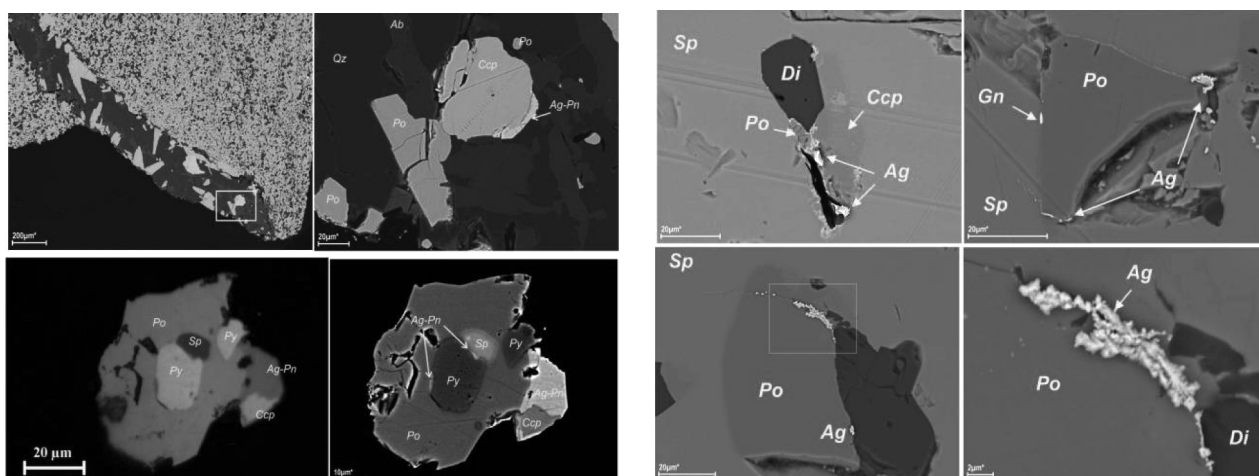 200μm*
Ab
Qz
Po
Ccp
Ag-Pn
Po
Po
20μm*
Po
Sp
Py
Py
Ag-Pn
Ccp
20 μm
Ag-Pn
Sp
Py
Py
Ag-Pn
Ccp
Po
10μm*
Sp
Di
Ccp
Po
Ag
20μm*
Po
Gn
Ag
Sp
20μm*
Sp
Po
Ag
20μm*
Ag
Po
Di
2μm*